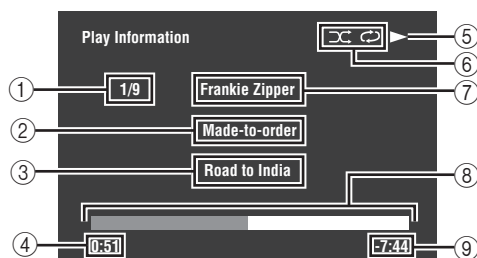 Play Information
⑤
⑥
① 1/9 Frankie Zipper ⑦
② Made-to-order
③ Road to India
⑧
④ 0:51 -7:44 ⑨